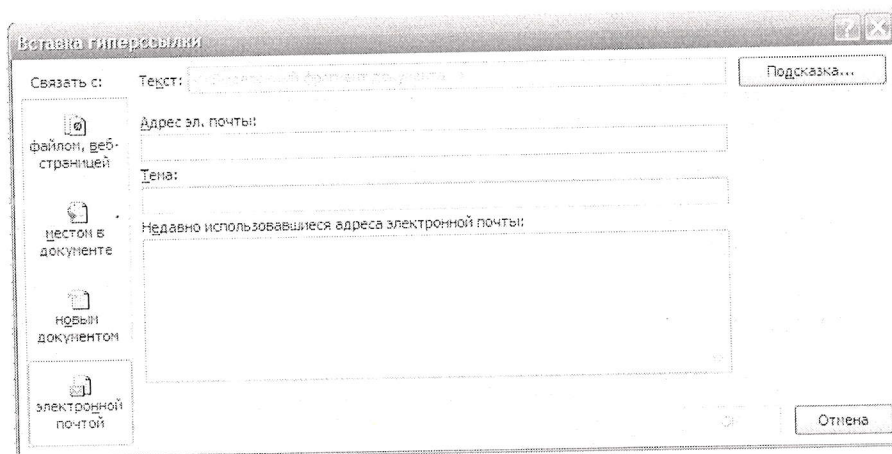 Вставка гиперссылки
Связать с:
Текст:
Подсказка...
файлом, веб-
страницей
Адрес эл. почты:
Тема:
местом в
документе
Недавно использовавшиеся адреса электронной почты:
новым
документом
электронной
почтой
Отмена